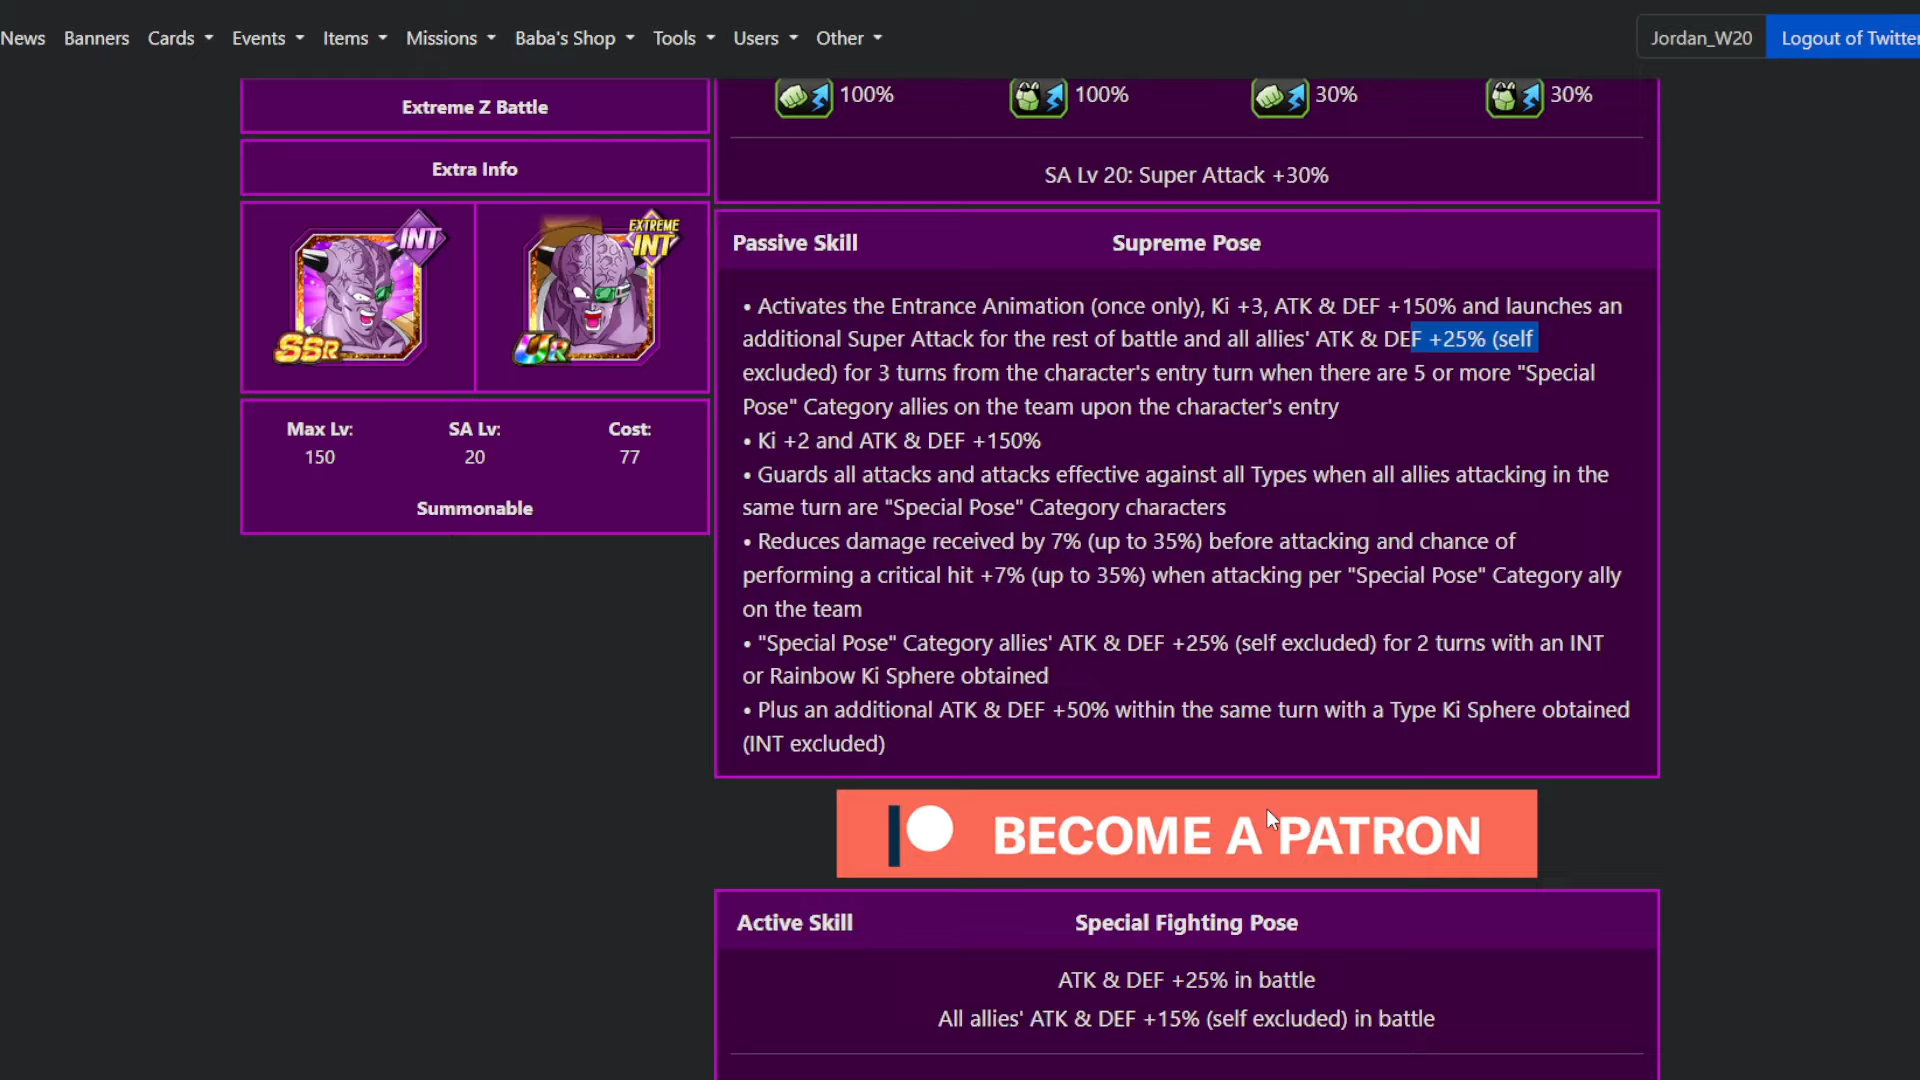 News Banners Cards Events Items Missions Baba's Shop Tools Users Other Jordan_W20 Logout of Twitter
Extreme Z Battle
Extra Info
INT
SSR
EXTREME
INT
UR
Max Lv: SA Lv: Cost:
150 20 77
Summonable
100% 100% 30% 30%
SA Lv 20: Super Attack +30%
Passive Skill Supreme Pose
• Activates the Entrance Animation (once only), Ki +3, ATK & DEF +150% and launches an
additional Super Attack for the rest of battle and all allies' ATK & DEF +25% (self
excluded) for 3 turns from the character's entry turn when there are 5 or more "Special
Pose" Category allies on the team upon the character's entry
• Ki +2 and ATK & DEF +150%
• Guards all attacks and attacks effective against all Types when all allies attacking in the
same turn are "Special Pose" Category characters
• Reduces damage received by 7% (up to 35%) before attacking and chance of
performing a critical hit +7% (up to 35%) when attacking per "Special Pose" Category ally
on the team
• "Special Pose" Category allies' ATK & DEF +25% (self excluded) for 2 turns with an INT
or Rainbow Ki Sphere obtained
• Plus an additional ATK & DEF +50% within the same turn with a Type Ki Sphere obtained
(INT excluded)
BECOME A PATRON
Active Skill Special Fighting Pose
ATK & DEF +25% in battle
All allies' ATK & DEF +15% (self excluded) in battle